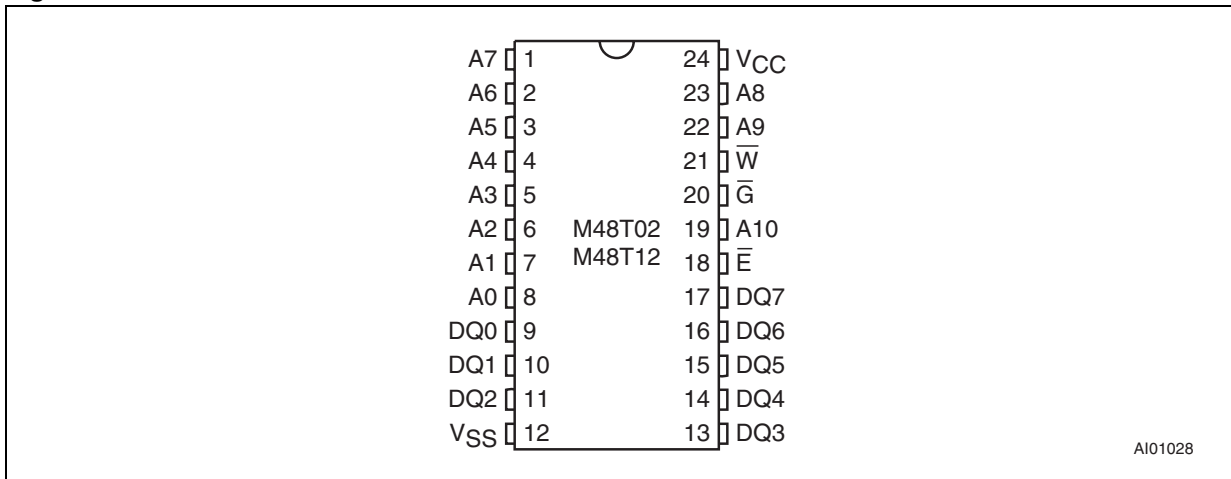 A7 1 24 VCC
A6 2 23 A8
A5 3 22 A9
A4 4 21 W̅
A3 5 20 G̅
A2 6 M48T02 19 A10
A1 7 M48T12 18 E̅
A0 8 17 DQ7
DQ0 9 16 DQ6
DQ1 10 15 DQ5
DQ2 11 14 DQ4
VSS 12 13 DQ3
AI01028